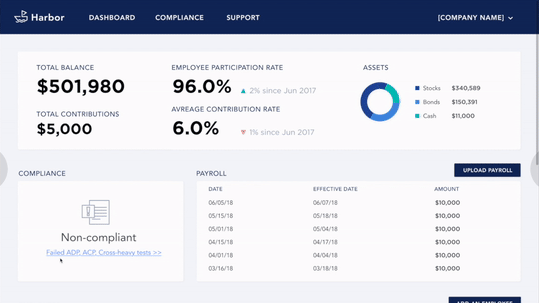 Harbor
DASHBOARD
COMPLIANCE
SUPPORT
[COMPANY NAME]
TOTAL BALANCE
$501,980
TOTAL CONTRIBUTIONS
$5,000
EMPLOYEE PARTICIPATION RATE
96.0%
2% since Jun 2017
AVREAGE CONTRIBUTION RATE
6.0%
1% since Jun 2017
ASSETS
Stocks $340,589
Bonds $150,391
Cash $11,000
COMPLIANCE
Non-compliant
Failed ADP, ACP, Cross-heavy tests >>
PAYROLL
UPLOAD PAYROLL
DATE EFFECTIVE DATE AMOUNT
06/05/18 06/07/18 $10,000
05/15/18 05/18/18 $10,000
05/01/18 05/04/18 $10,000
04/15/18 04/17/18 $10,000
04/01/18 04/04/18 $10,000
03/16/18 03/18/18 $10,000
ADD AN EMPLOYEE